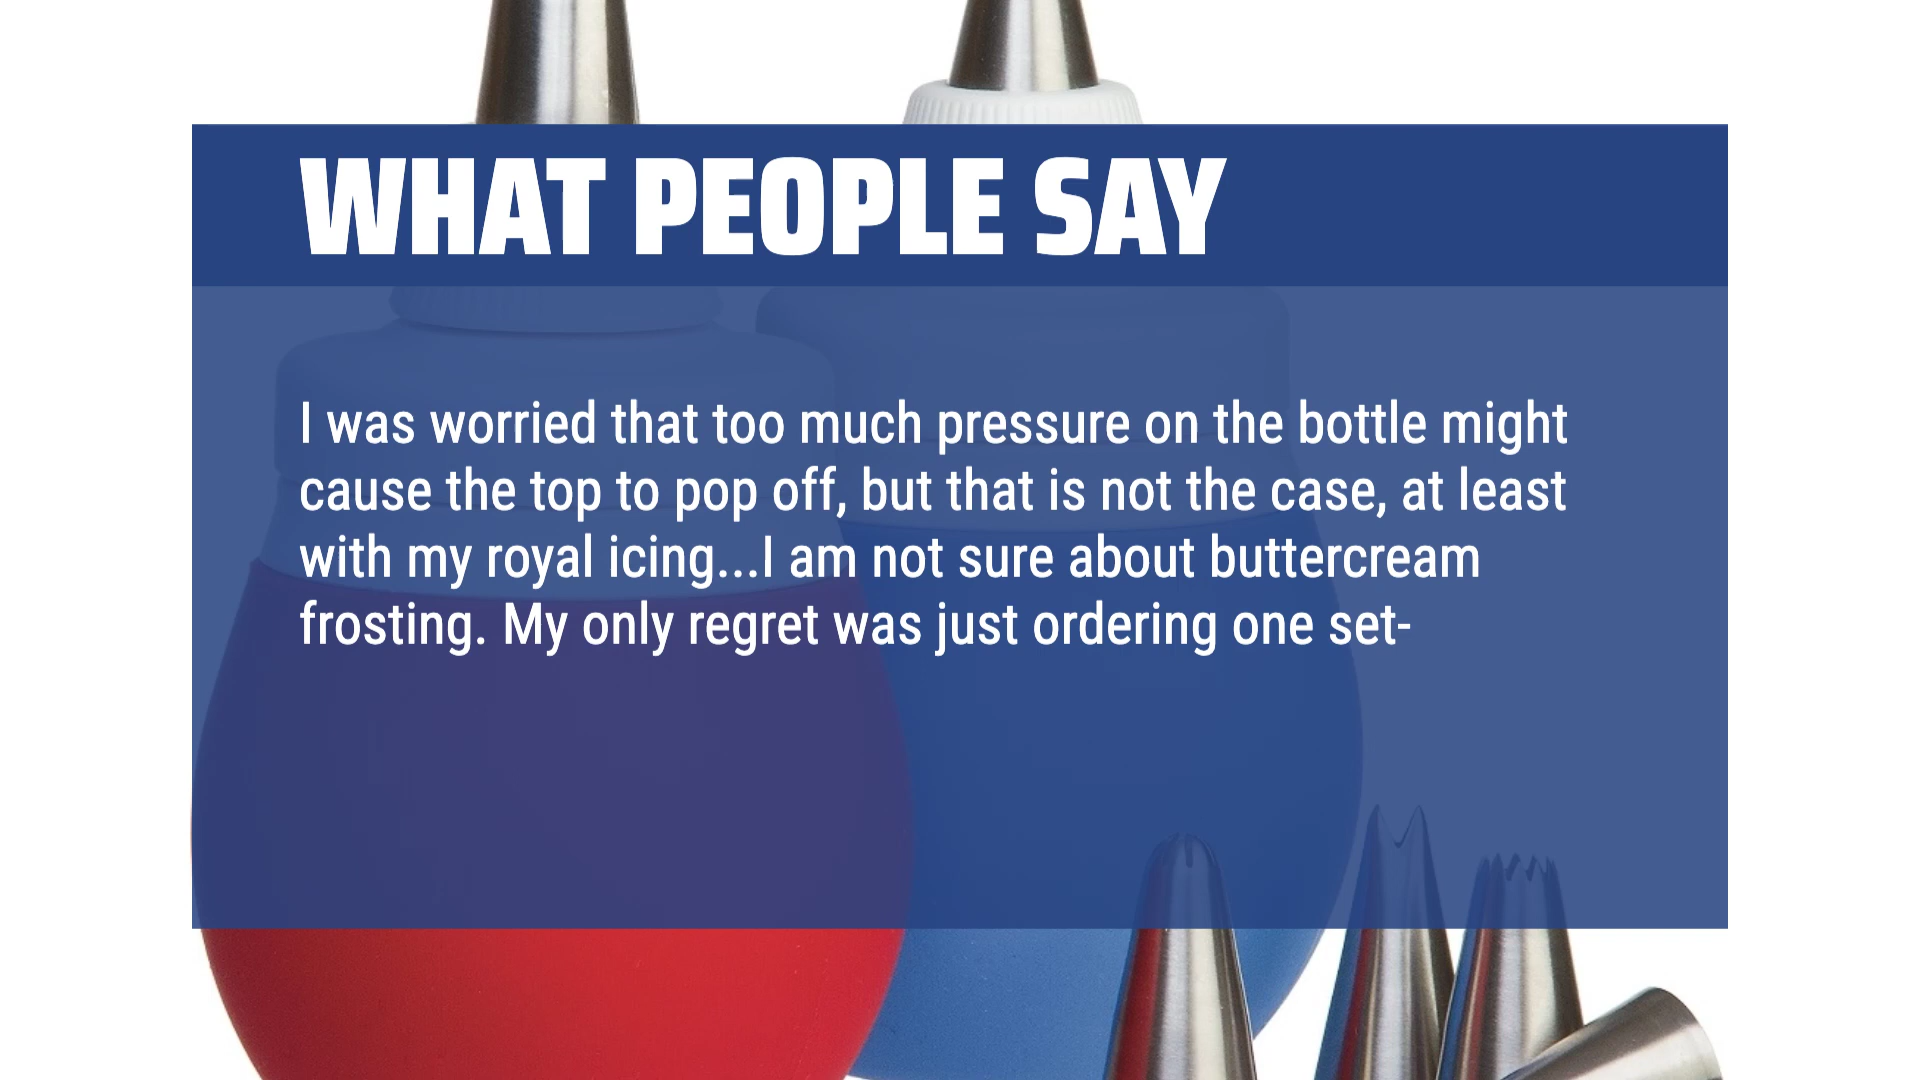 WHAT PEOPLE SAY
I was worried that too much pressure on the bottle might
cause the top to pop off, but that is not the case, at least
with my royal icing...I am not sure about buttercream
frosting. My only regret was just ordering one set-